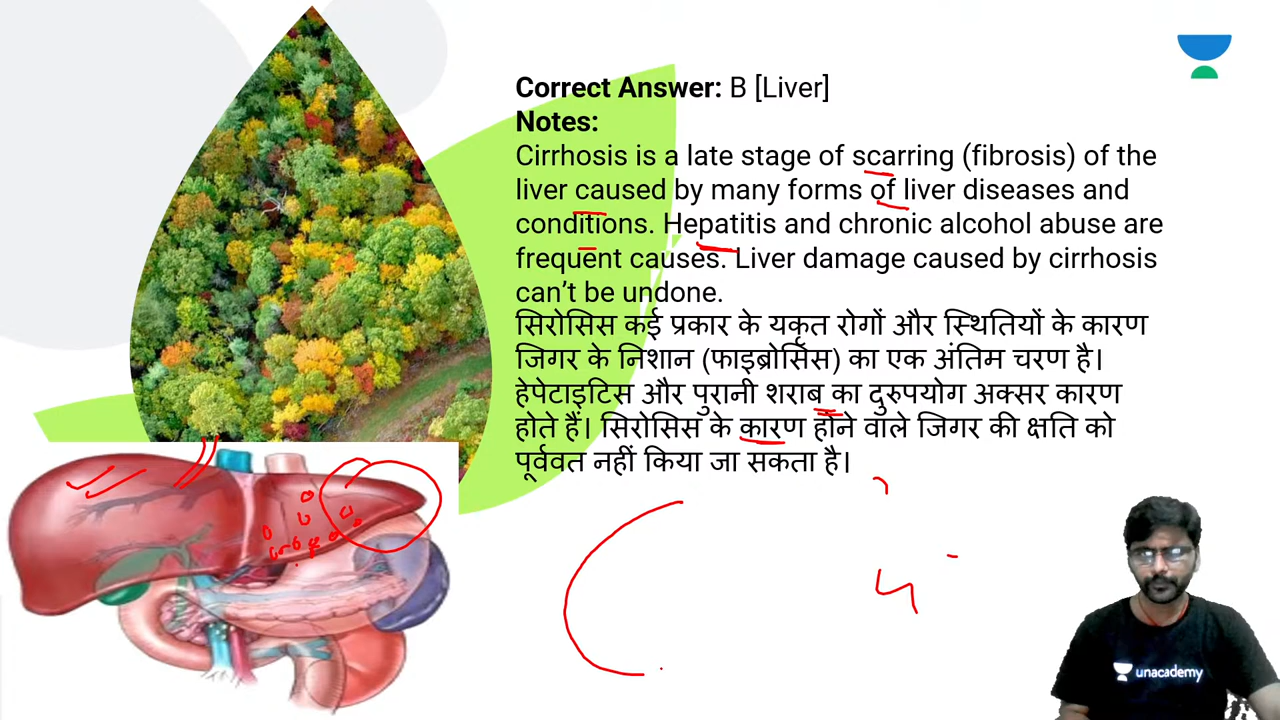 Correct Answer: B [Liver]
Notes:
Cirrhosis is a late stage of scarring (fibrosis) of the
liver caused by many forms of liver diseases and
conditions. Hepatitis and chronic alcohol abuse are
frequent causes. Liver damage caused by cirrhosis
can’t be undone.
सिरोसिस कई प्रकार के यकृत रोगों और स्थितियों के कारण
जिगर के निशान (फाइब्रोसिस) का एक अंतिम चरण है।
हेपेटाइटिस और पुरानी शराब का दुरुपयोग अक्सर कारण
होते हैं। सिरोसिस के कारण होने वाले जिगर की क्षति को
पूर्ववत नहीं किया जा सकता है।
unacademy